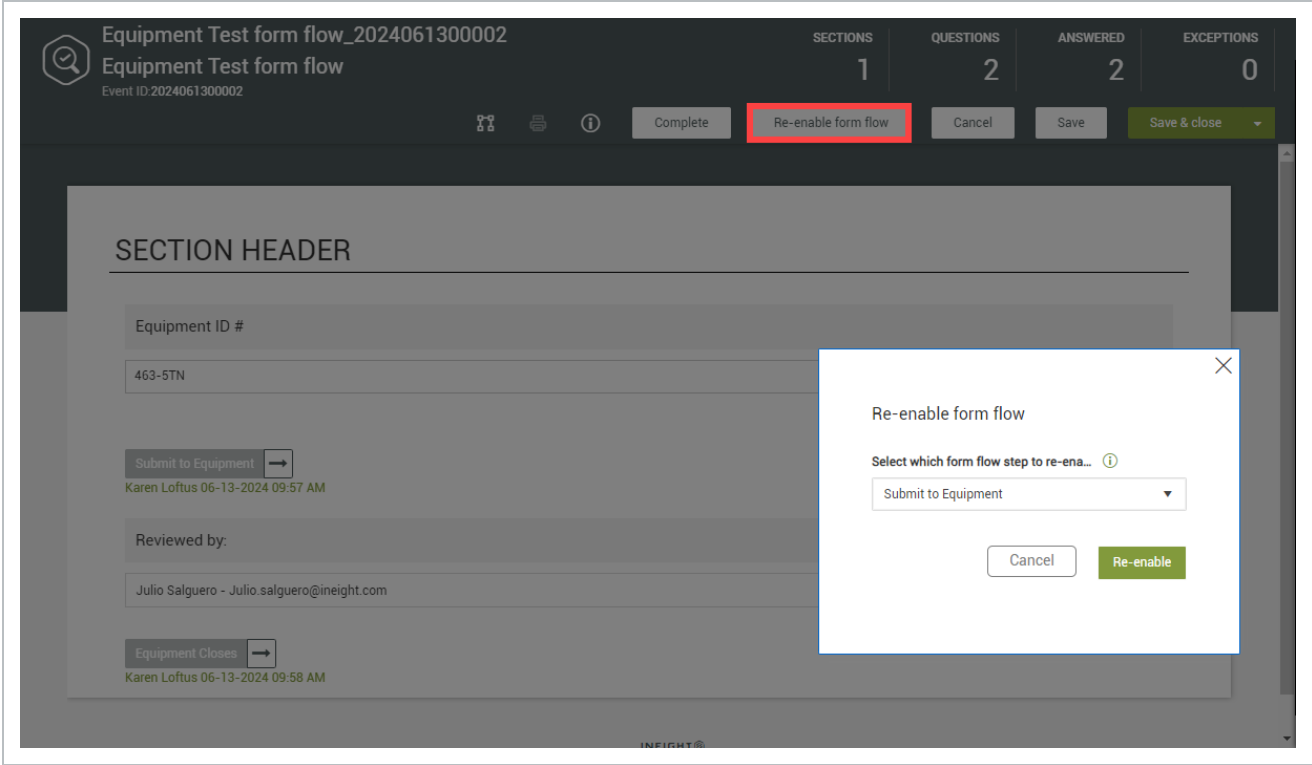 Equipment Test form flow_2024061300002
Equipment Test form flow
Event ID:2024061300002
SECTIONS
1
QUESTIONS
2
ANSWERED
2
EXCEPTIONS
0
Complete
Re-enable form flow
Cancel
Save
Save & close
SECTION HEADER
Equipment ID #
463-5TN
Submit to Equipment
Karen Loftus 06-13-2024 09:57 AM
Reviewed by:
Julio Salguero - Julio.salguero@ineight.com
Equipment Closes
Karen Loftus 06-13-2024 09:58 AM
Re-enable form flow
Select which form flow step to re-ena...
Submit to Equipment
Cancel
Re-enable
INEIGHT®